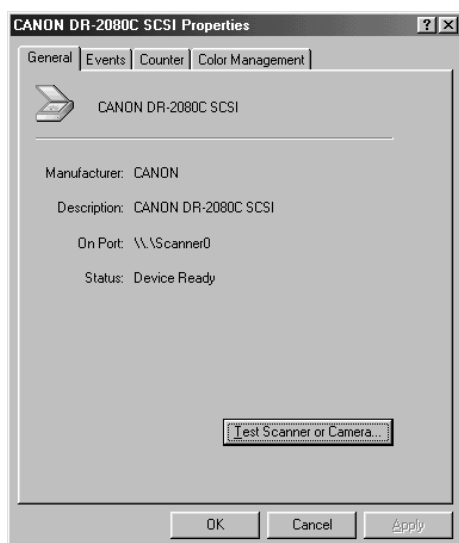 CANON DR-2080C SCSI Properties
General Events Counter Color Management
CANON DR-2080C SCSI
Manufacturer: CANON
Description: CANON DR-2080C SCSI
On Port: \\.\Scanner0
Status: Device Ready
Test Scanner or Camera...
OK Cancel Apply